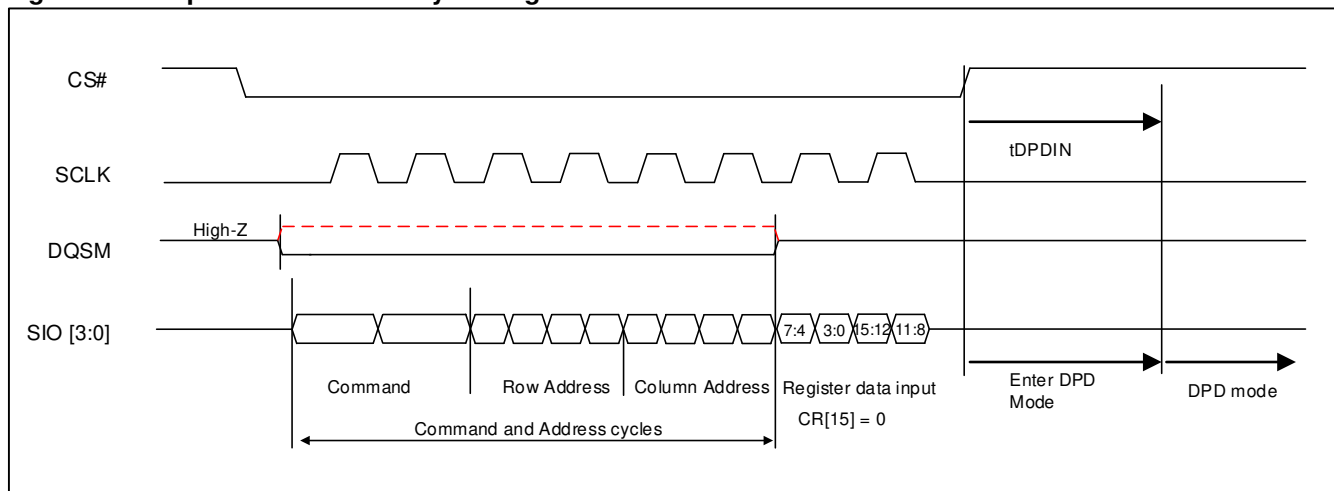 CS#
tDPDIN
SCLK
High-Z
DQSM
SIO [3:0]
7:4 3:0 15:12 11:8
Command Row Address Column Address Register data input Enter DPD Mode DPD mode
CR[15] = 0
Command and Address cycles